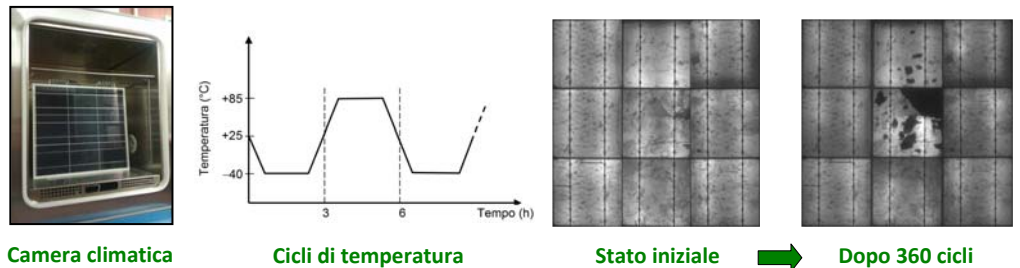 Temperatura (°C)
+85
+25
-40
3
6
Tempo (h)
Camera climatica
Cicli di temperatura
Stato iniziale
Dopo 360 cicli